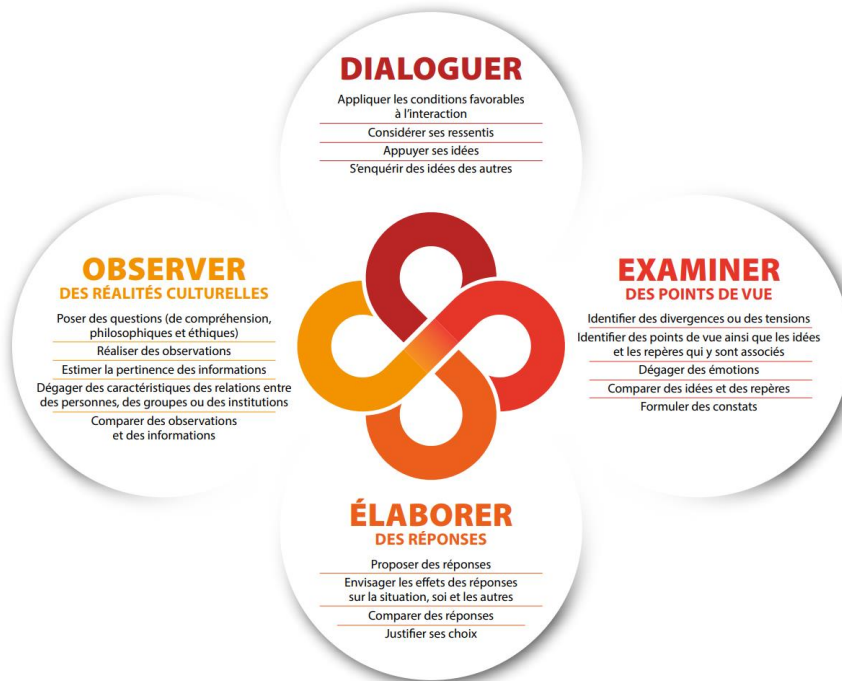 DIALOGUER
Appliquer les conditions favorables
à l'interaction
Considérer ses ressentis
Appuyer ses idées
S'enquérir des idées des autres
OBSERVER
DES RÉALITÉS CULTURELLES
Poser des questions (de compréhension,
philosophiques et éthiques)
Réaliser des observations
Estimer la pertinence des informations
Dégager des caractéristiques des relations entre
des personnes, des groupes ou des institutions
Comparer des observations
et des informations
EXAMINER
DES POINTS DE VUE
Identifier des divergences ou des tensions
Identifier des points de vue ainsi que les idées
et les repères qui y sont associés
Dégager des émotions
Comparer des idées et des repères
Formuler des constats
ÉLABORER
DES RÉPONSES
Proposer des réponses
Envisager les effets des réponses
sur la situation, soi et les autres
Comparer des réponses
Justifier ses choix